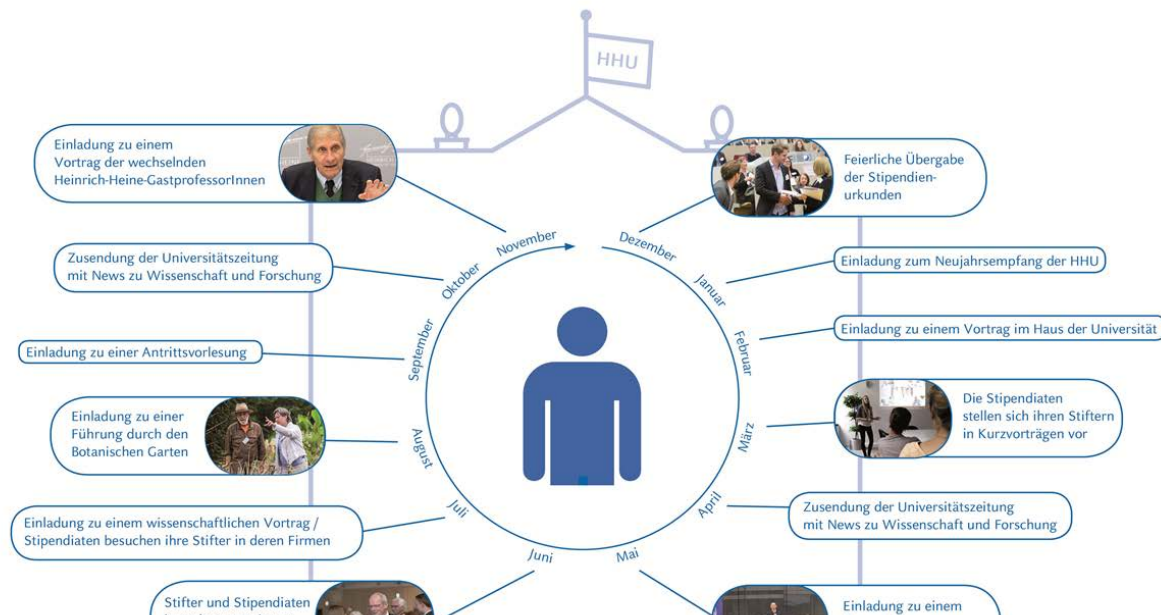 HHU
Einladung zu einem
Vortrag der wechselnden
Heinrich-Heine-GastprofessorInnen
Feierliche Übergabe
der Stipendien-
urkunden
November
Dezember
Zusendung der Universitätszeitung
mit News zu Wissenschaft und Forschung
Oktober
Januar
Einladung zum Neujahrsempfang der HHU
September
Februar
Einladung zu einem Vortrag im Haus der Universität
Einladung zu einer Antrittsvorlesung
Einladung zu einer
Führung durch den
Botanischen Garten
August
März
Die Stipendiaten
stellen sich ihren Stiftern
in Kurzvorträgen vor
Juli
April
Einladung zu einem wissenschaftlichen Vortrag /
Stipendiaten besuchen ihre Stifter in deren Firmen
Zusendung der Universitätszeitung
mit News zu Wissenschaft und Forschung
Juni
Mai
Stifter und Stipendiaten
Einladung zu einem